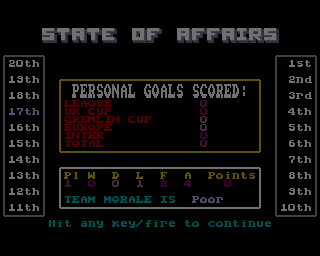 STATE OF AFFAIRS
20th
19th
18th
17th
16th
15th
14th
13th
12th
11th
PERSONAL GOALS SCORED:
LEAGUE 0
UK CUP 0
GREMLIN CUP 0
EUROPE 0
INTER 0
TOTAL 0
Pl W D L F A Points
1 0 0 1 2 4 0
TEAM MORALE IS Poor
1st
2nd
3rd
4th
5th
6th
7th
8th
9th
10th
Hit any key/fire to continue